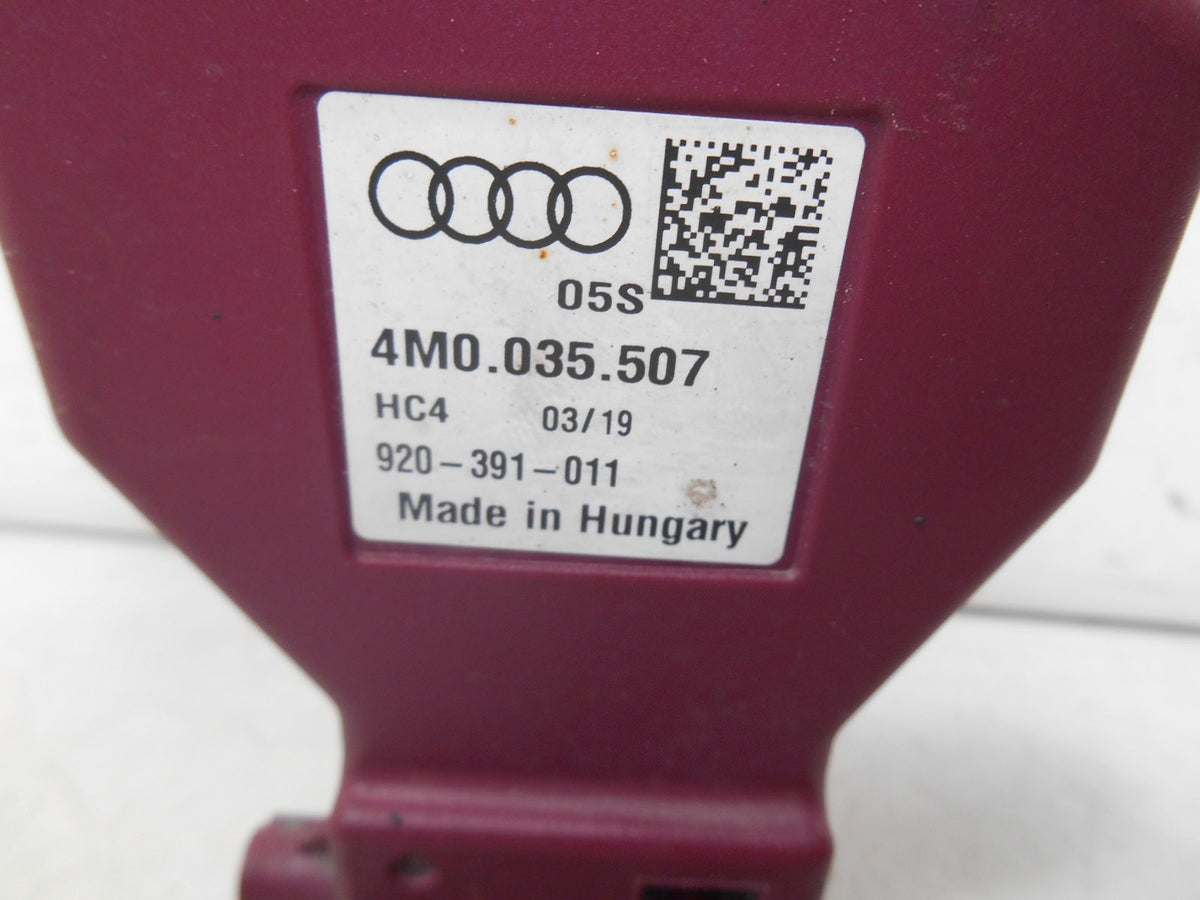 05S
4M0.035.507
HC4 03/19
920-391-011
Made in Hungary